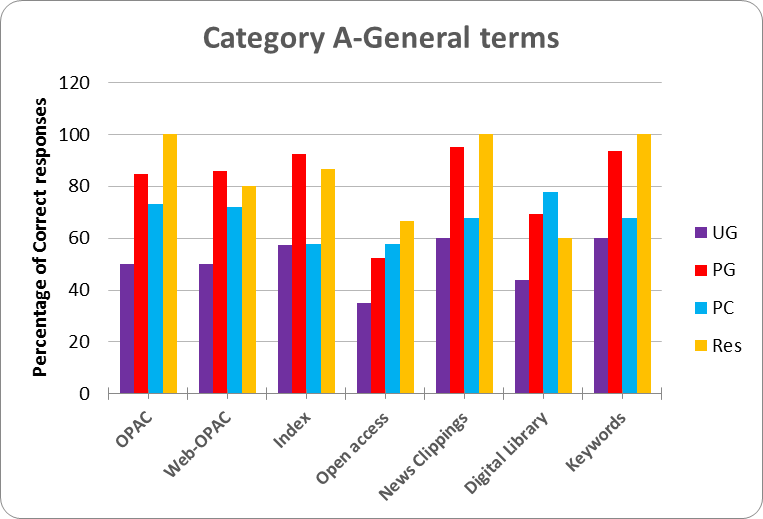 Category A-General terms
Percentage of Correct responses
120
100
80
60
40
20
0
OPAC
Web-OPAC
Index
Open access
News Clippings
Digital Library
Keywords
UG
PG
PC
Res